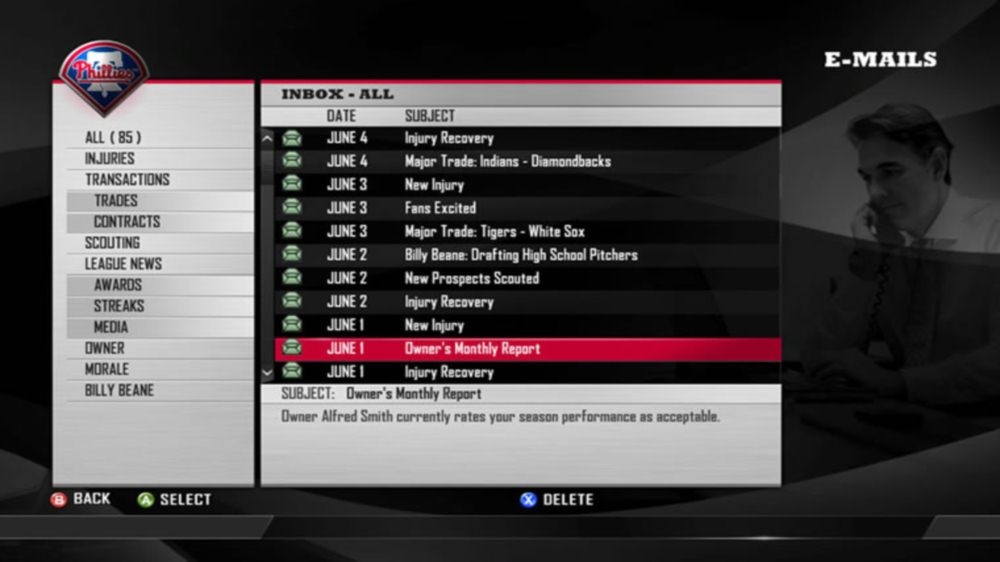 Phillies
E-MAILS
ALL ( 85 )
INJURIES
TRANSACTIONS
TRADES
CONTRACTS
SCOUTING
LEAGUE NEWS
AWARDS
STREAKS
MEDIA
OWNER
MORALE
BILLY BEANE
INBOX - ALL
DATE SUBJECT
JUNE 4 Injury Recovery
JUNE 4 Major Trade: Indians - Diamondbacks
JUNE 3 New Injury
JUNE 3 Fans Excited
JUNE 3 Major Trade: Tigers - White Sox
JUNE 2 Billy Beane: Drafting High School Pitchers
JUNE 2 New Prospects Scouted
JUNE 2 Injury Recovery
JUNE 1 New Injury
JUNE 1 Owner's Monthly Report
JUNE 1 Injury Recovery
SUBJECT: Owner's Monthly Report
Owner Alfred Smith currently rates your season performance as acceptable.
B BACK A SELECT X DELETE